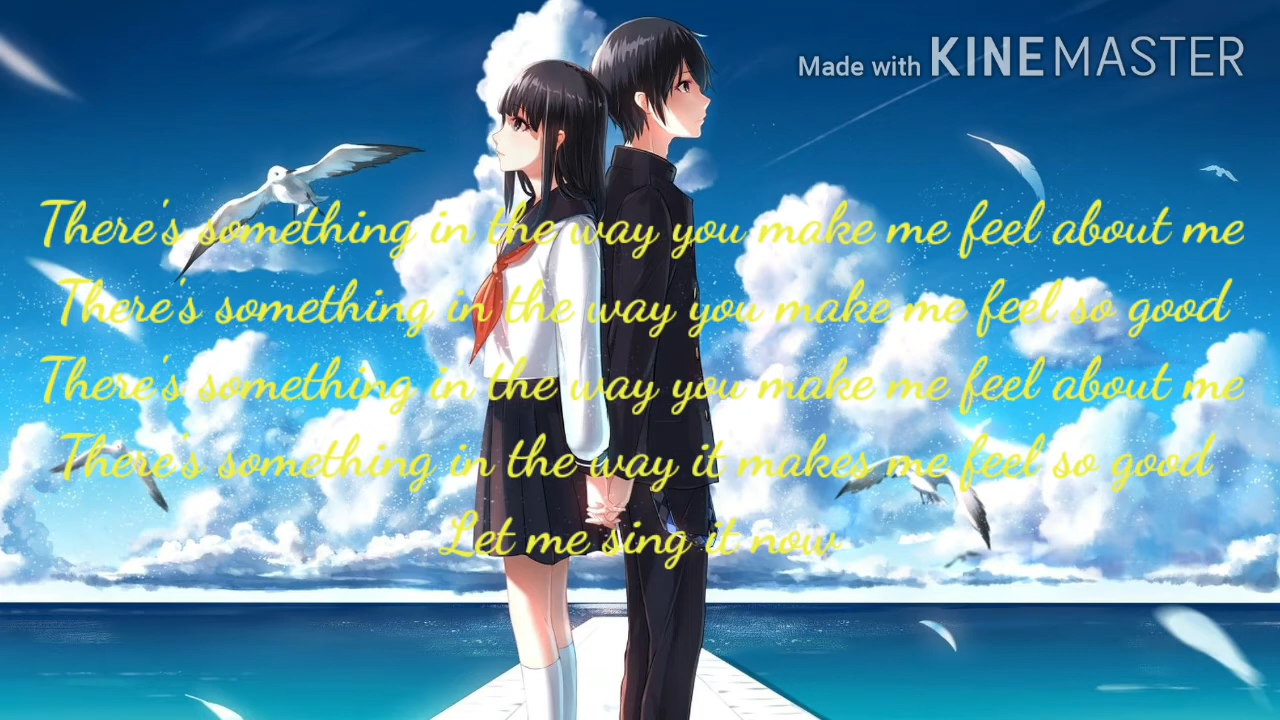 Made with KINEMASTER
There's something in the way you make me feel about me
There's something in the way you make me feel so good
There's something in the way you make me feel about me
There's something in the way it makes me feel so good
Let me sing it now